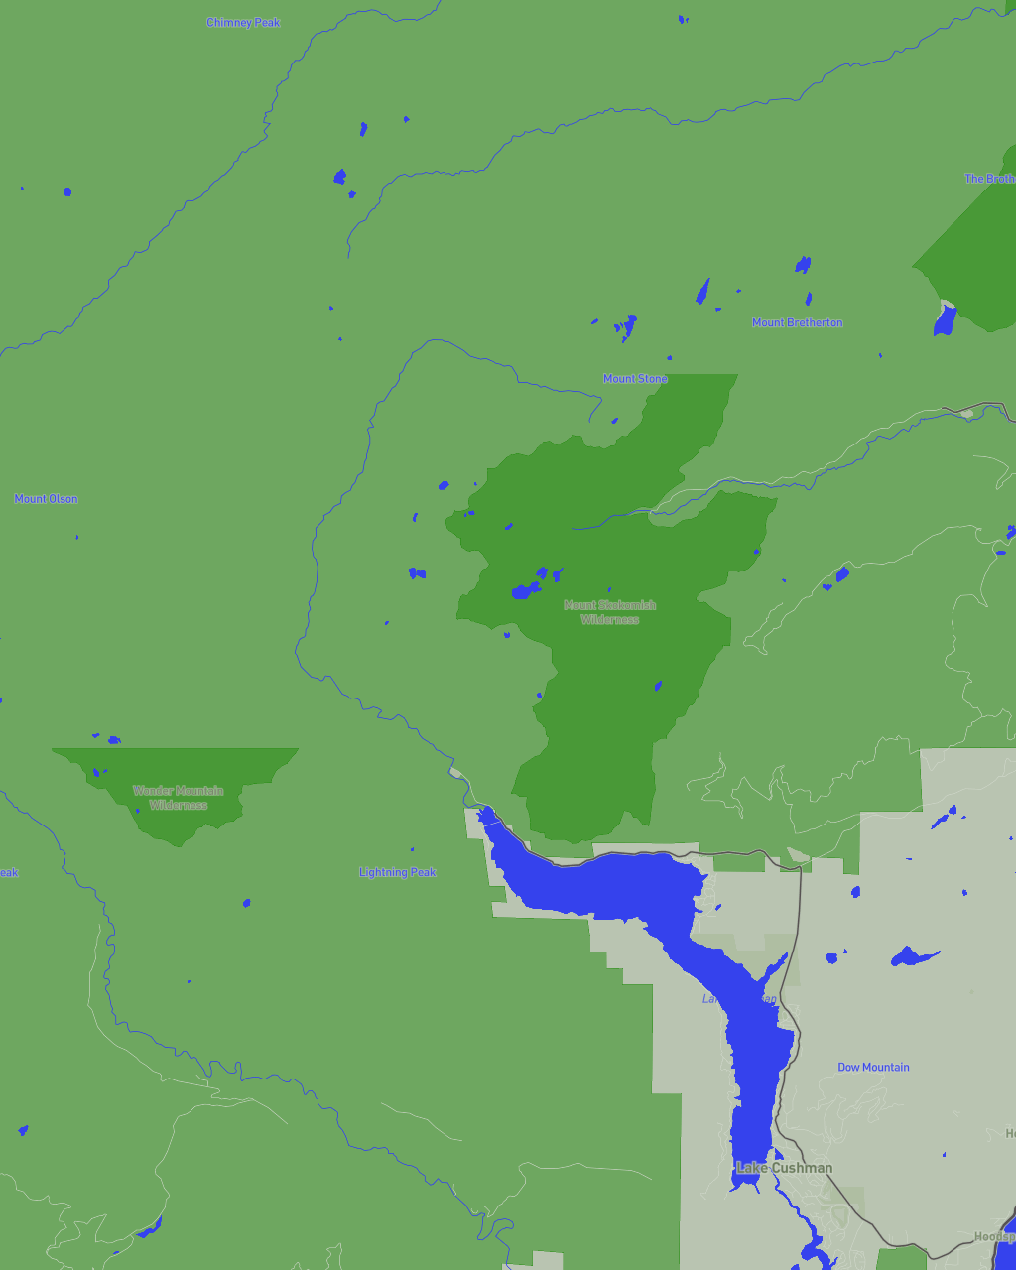 Chimney Peak
The Broth
Mount Bretherton
Mount Stone
Mount Olson
Mount Skokomish
Wilderness
Wonder Mountain
Wilderness
eak
Lightning Peak
Dow Mountain
Lake Cushman
Hoodsp